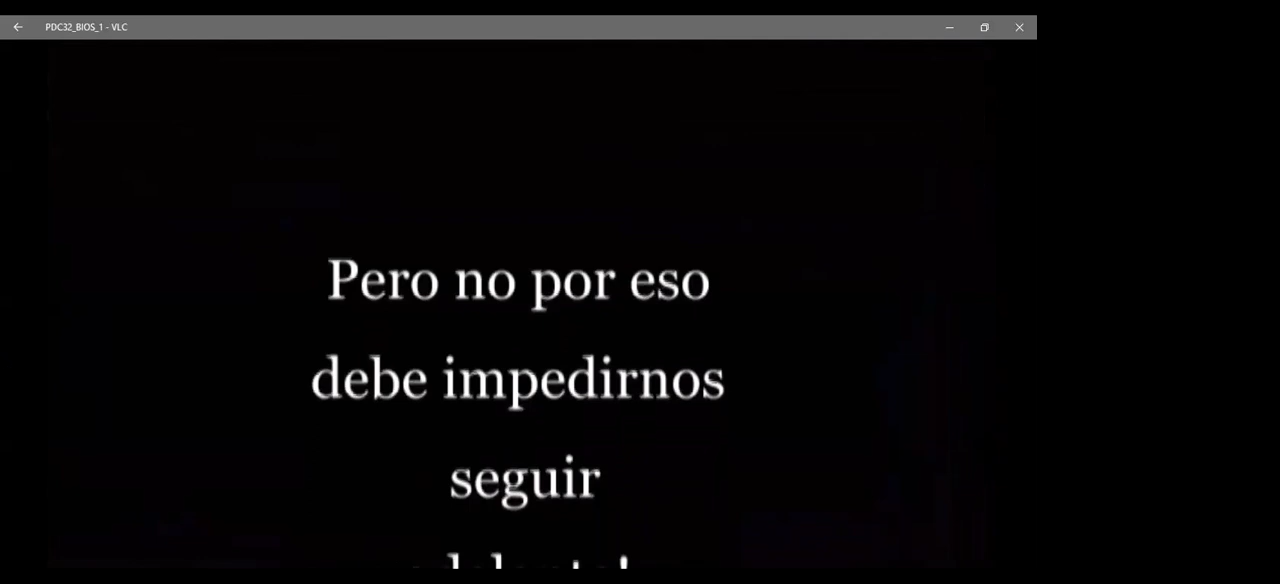 PDC32_BIOS_1 - VLC
Pero no por eso
debe impedirnos
seguir